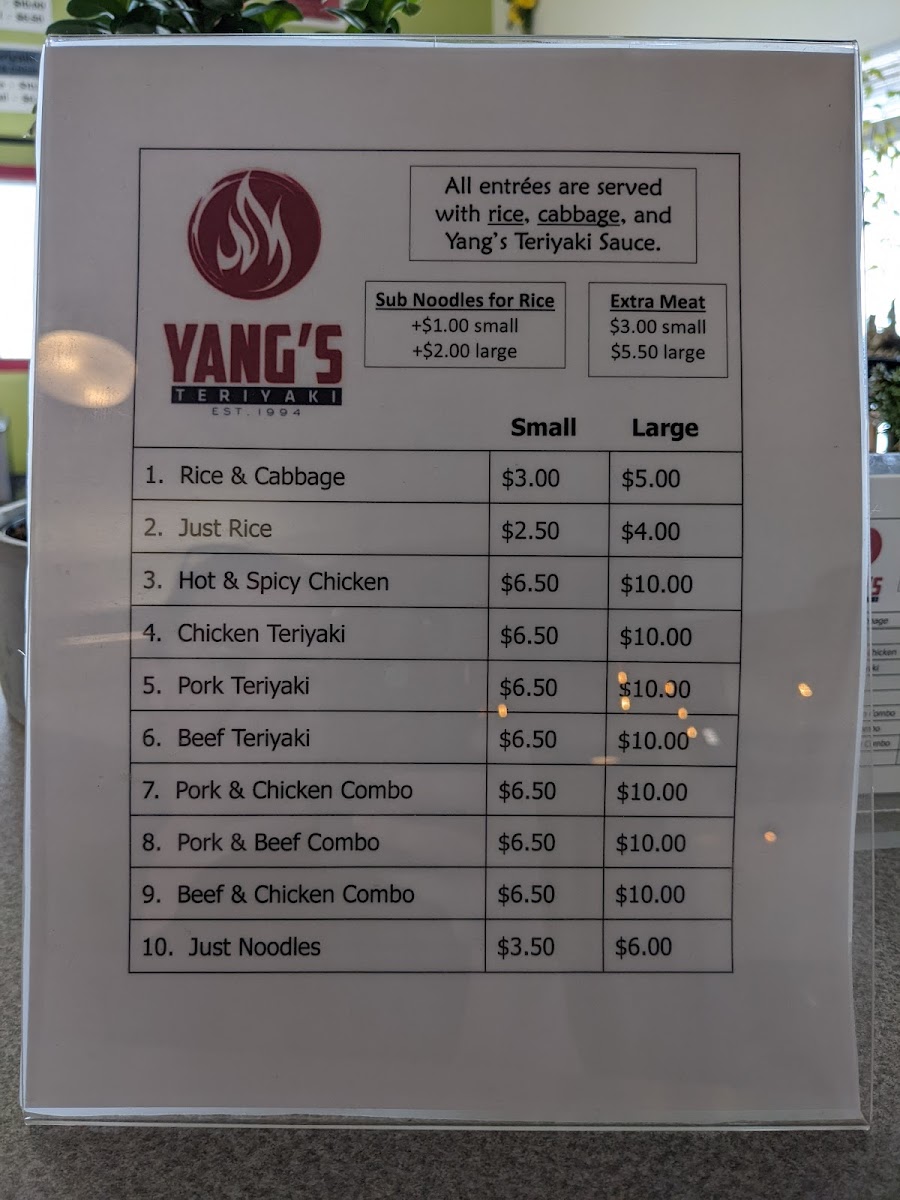 All entrées are served
with rice, cabbage, and
Yang's Teriyaki Sauce.
Sub Noodles for Rice
+$1.00 small
+$2.00 large
Extra Meat
$3.00 small
$5.50 large
YANG'S
TERIYAKI
EST. 1994
Small Large
1. Rice & Cabbage $3.00 $5.00
2. Just Rice $2.50 $4.00
3. Hot & Spicy Chicken $6.50 $10.00
4. Chicken Teriyaki $6.50 $10.00
5. Pork Teriyaki $6.50 $10.00
6. Beef Teriyaki $6.50 $10.00
7. Pork & Chicken Combo $6.50 $10.00
8. Pork & Beef Combo $6.50 $10.00
9. Beef & Chicken Combo $6.50 $10.00
10. Just Noodles $3.50 $6.00